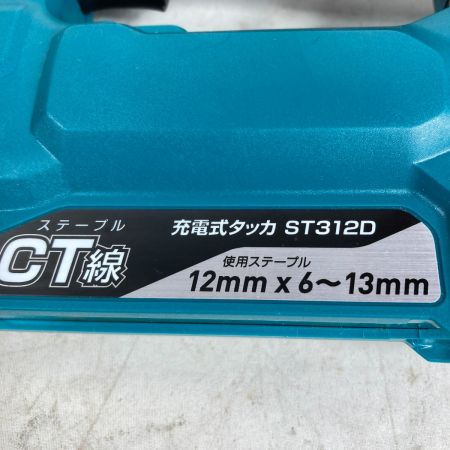 ステープル
CT線
充電式タッカ ST312D
使用ステープル
12mm x 6～13mm